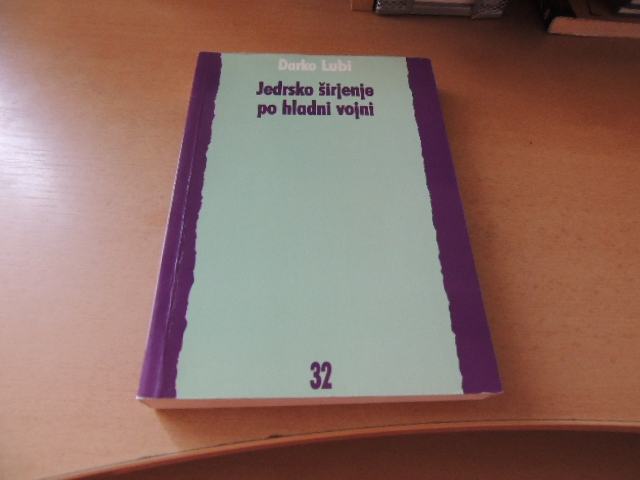 Darko Lubi
Jedrsko širjenje
po hladni vojni
32